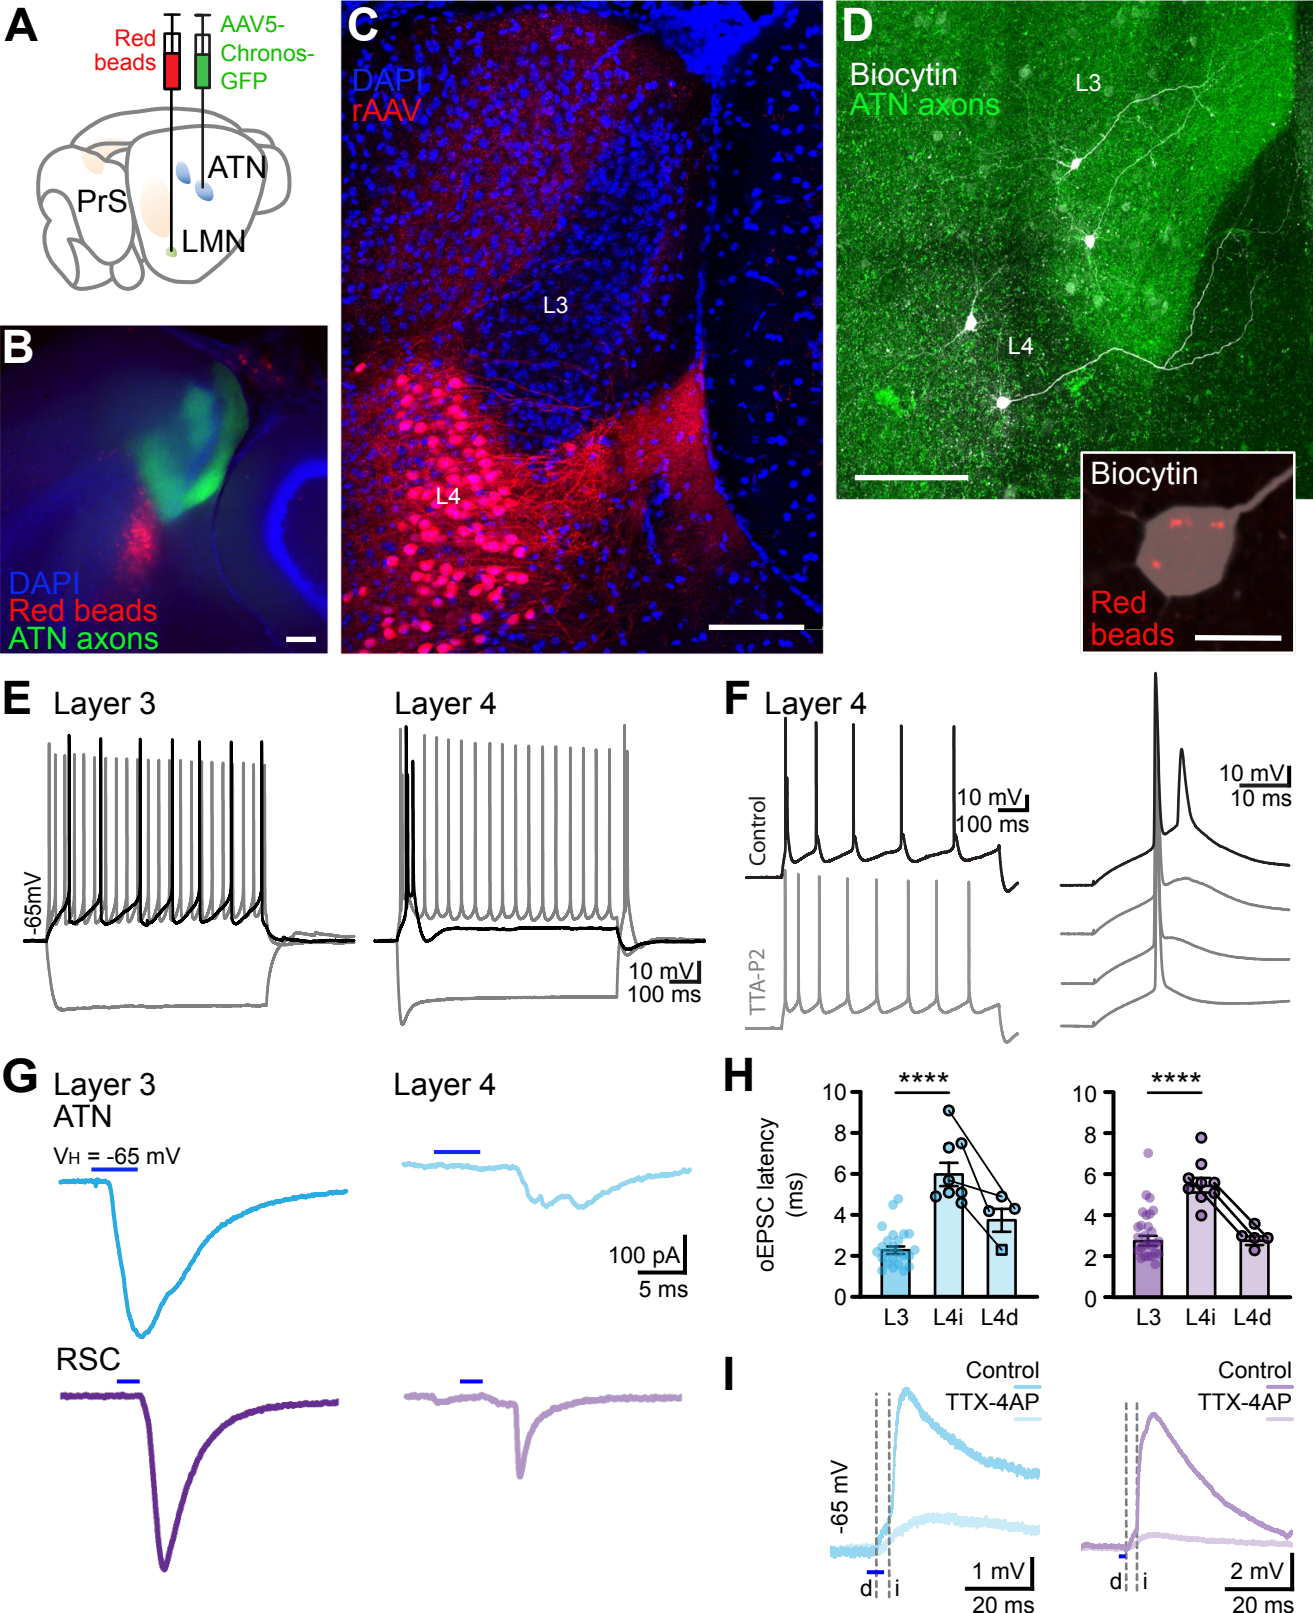 A
Red
beads
AAV5-
Chronos-
GFP
ATN
PrS
LMN
B
DAPI
Red beads
ATN axons
C
DAPI
rAAV
L3
L4
D
Biocytin
ATN axons
L3
L4
Biocytin
Red
beads
E
Layer 3
Layer 4
-65mV
10 mV
100 ms
F
Layer 4
Control
TTA-P2
10 mV
100 ms
10 mV
10 ms
G
Layer 3
Layer 4
ATN
VH = -65 mV
100 pA
5 ms
RSC
H
oEPSC latency
(ms)
****
10
8
6
4
2
0
L3 L4i L4d
****
10
8
6
4
2
0
L3 L4i L4d
I
Control
TTX-4AP
-65 mV
d i
1 mV
20 ms
Control
TTX-4AP
d i
2 mV
20 ms